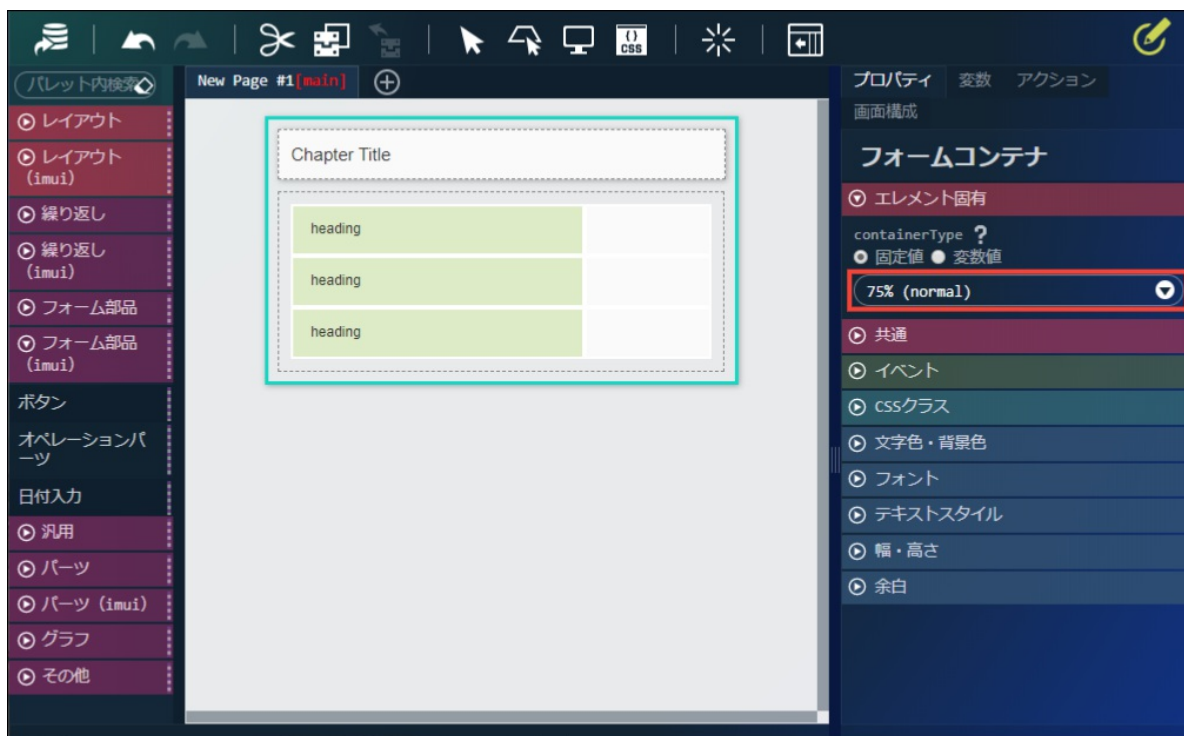 {}
CSS
パレット内検索
レイアウト
レイアウト
(imui)
繰り返し
繰り返し
(imui)
フォーム部品
フォーム部品
(imui)
ボタン
オペレーションパ
ーツ
日付入力
汎用
パーツ
パーツ (imui)
グラフ
その他
New Page #1[main]
Chapter Title
heading
heading
heading
プロパティ 変数 アクション
画面構成
フォームコンテナ
エレメント固有
containerType ?
固定値 変数値
75% (normal)
共通
イベント
CSSクラス
文字色・背景色
フォント
テキストスタイル
幅・高さ
余白